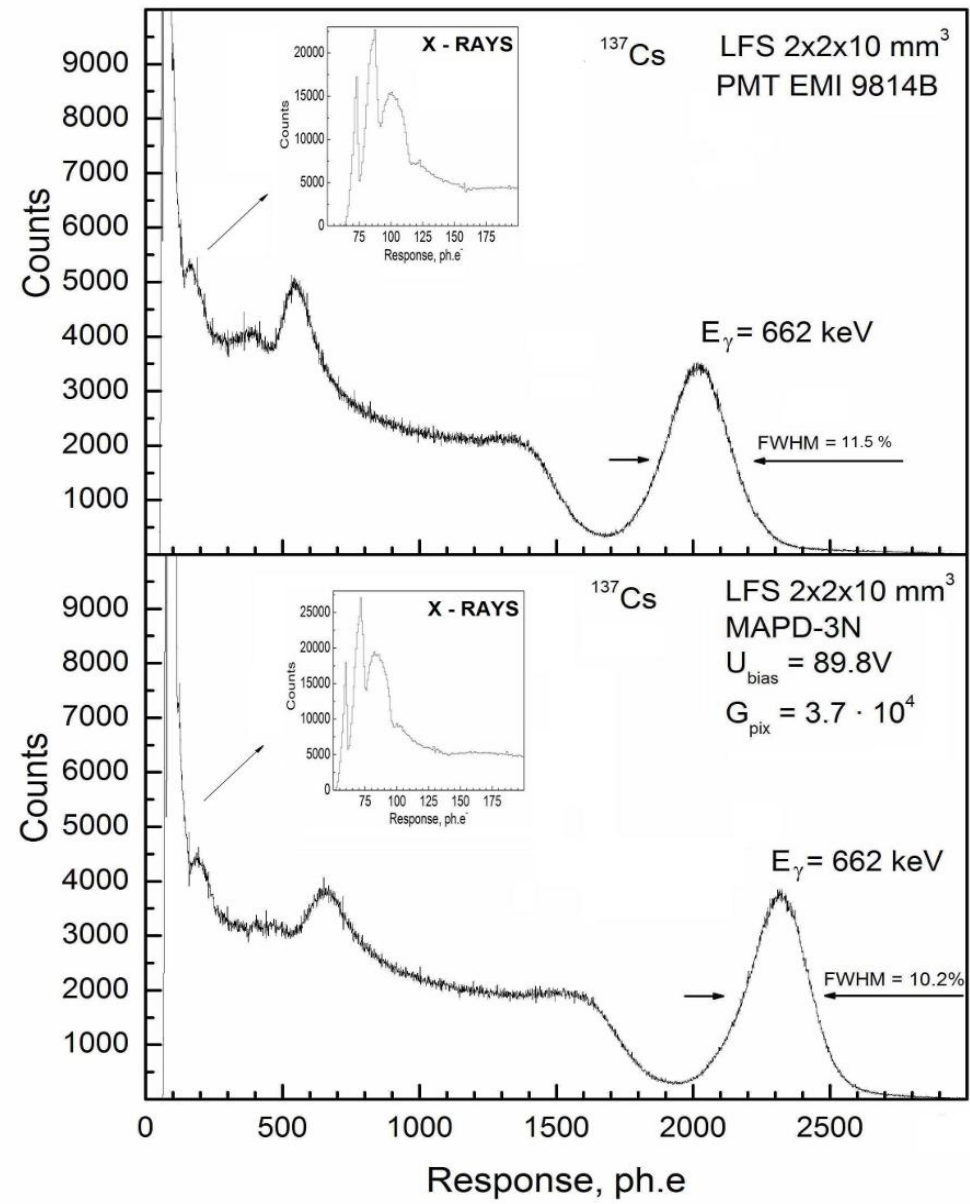 9000
8000
7000
6000
5000
4000
3000
2000
1000
Counts
X - RAYS
20000
15000
10000
5000
0
Counts
75 100 125 150 175
Response, ph.e⁻
¹³⁷Cs
LFS 2x2x10 mm³
PMT EMI 9814B
E_γ = 662 keV
FWHM = 11.5 %
9000
8000
7000
6000
5000
4000
3000
2000
1000
Counts
X - RAYS
25000
20000
15000
10000
5000
0
Counts
75 100 125 150 175
Response, ph.e⁻
¹³⁷Cs
LFS 2x2x10 mm³
MAPD-3N
U_bias = 89.8V
G_pix = 3.7 · 10⁴
E_γ = 662 keV
FWHM = 10.2%
0 500 1000 1500 2000 2500
Response, ph.e